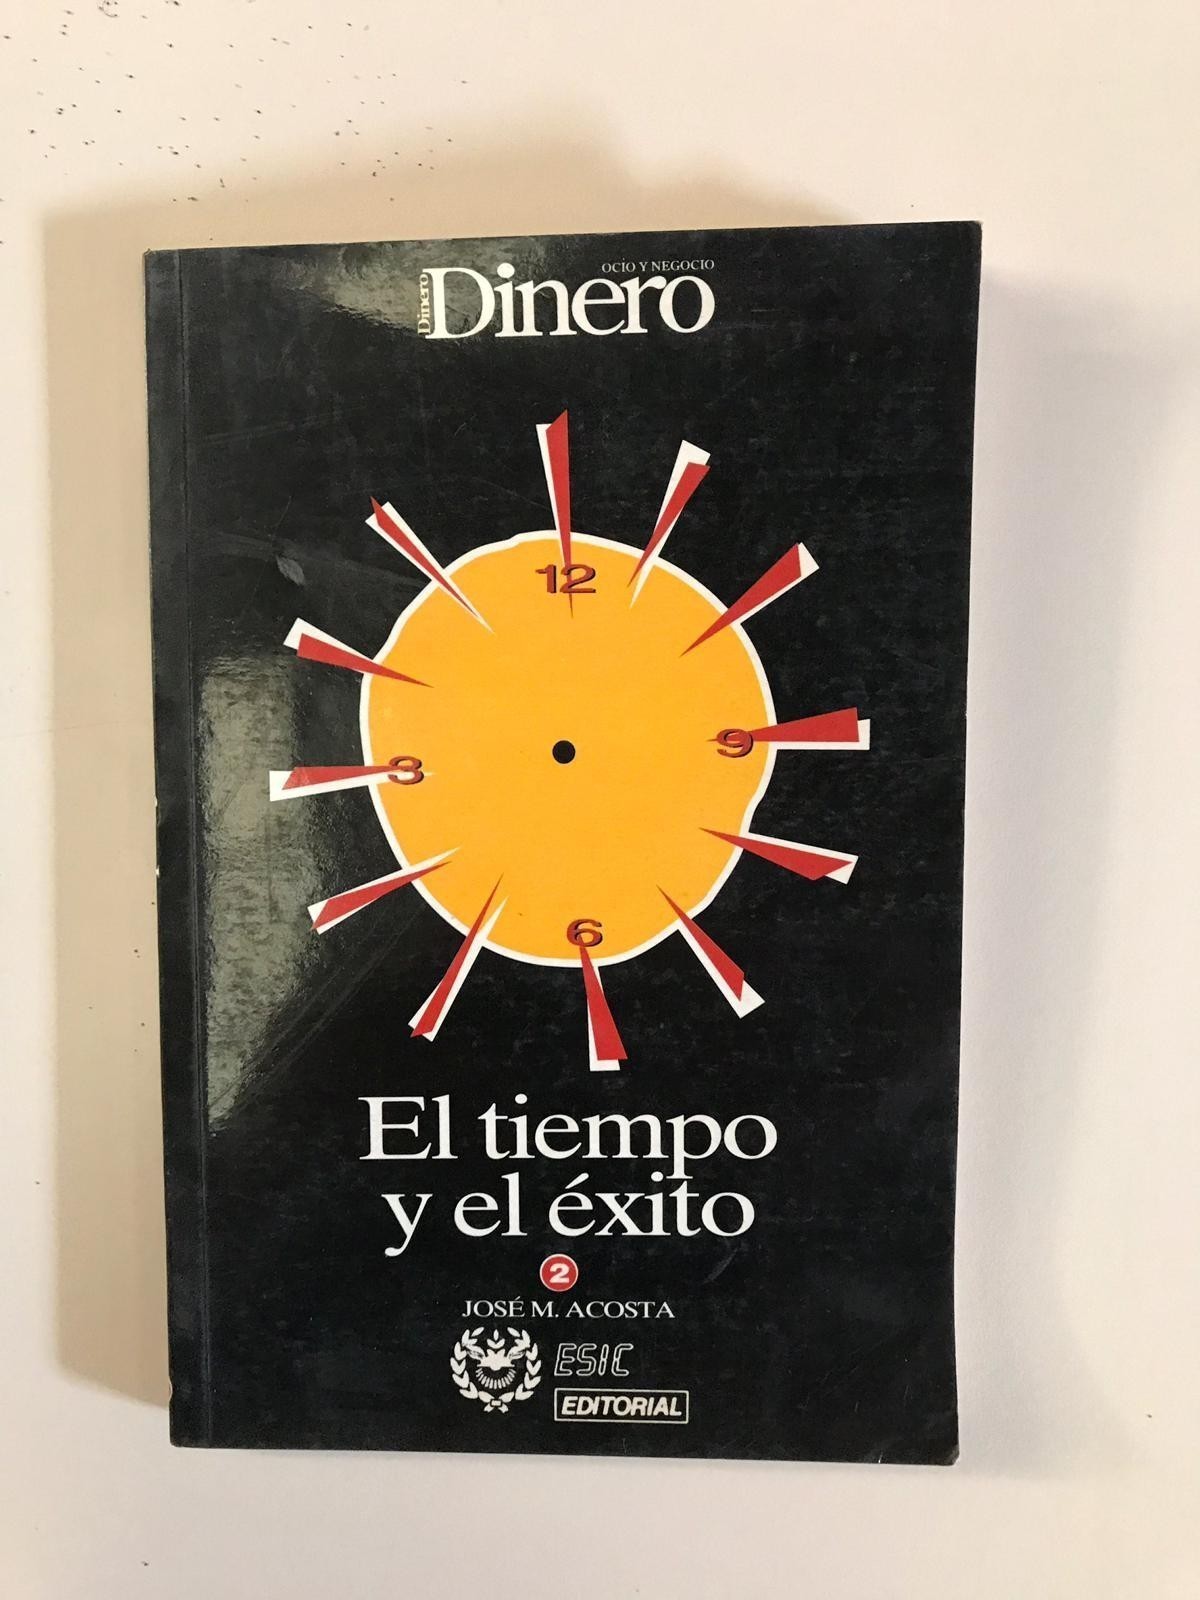 OCIO Y NEGOCIO
Dinero
Dinero
12
9
3
6
El tiempo
y el éxito
2
JOSÉ M. ACOSTA
ESIC
EDITORIAL